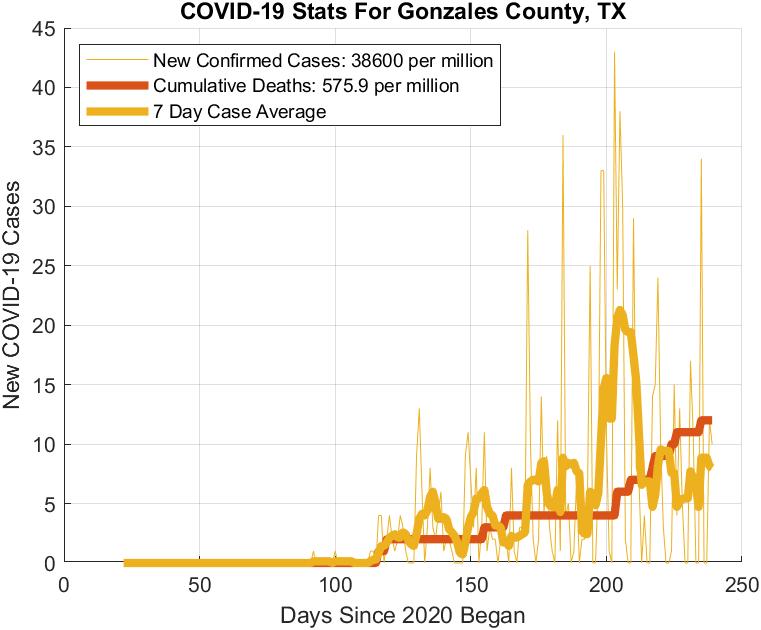 COVID-19 Stats For Gonzales County, TX
New Confirmed Cases: 38600 per million
Cumulative Deaths: 575.9 per million
7 Day Case Average
New COVID-19 Cases
45
40
35
30
25
20
15
10
5
0
0 50 100 150 200 250
Days Since 2020 Began